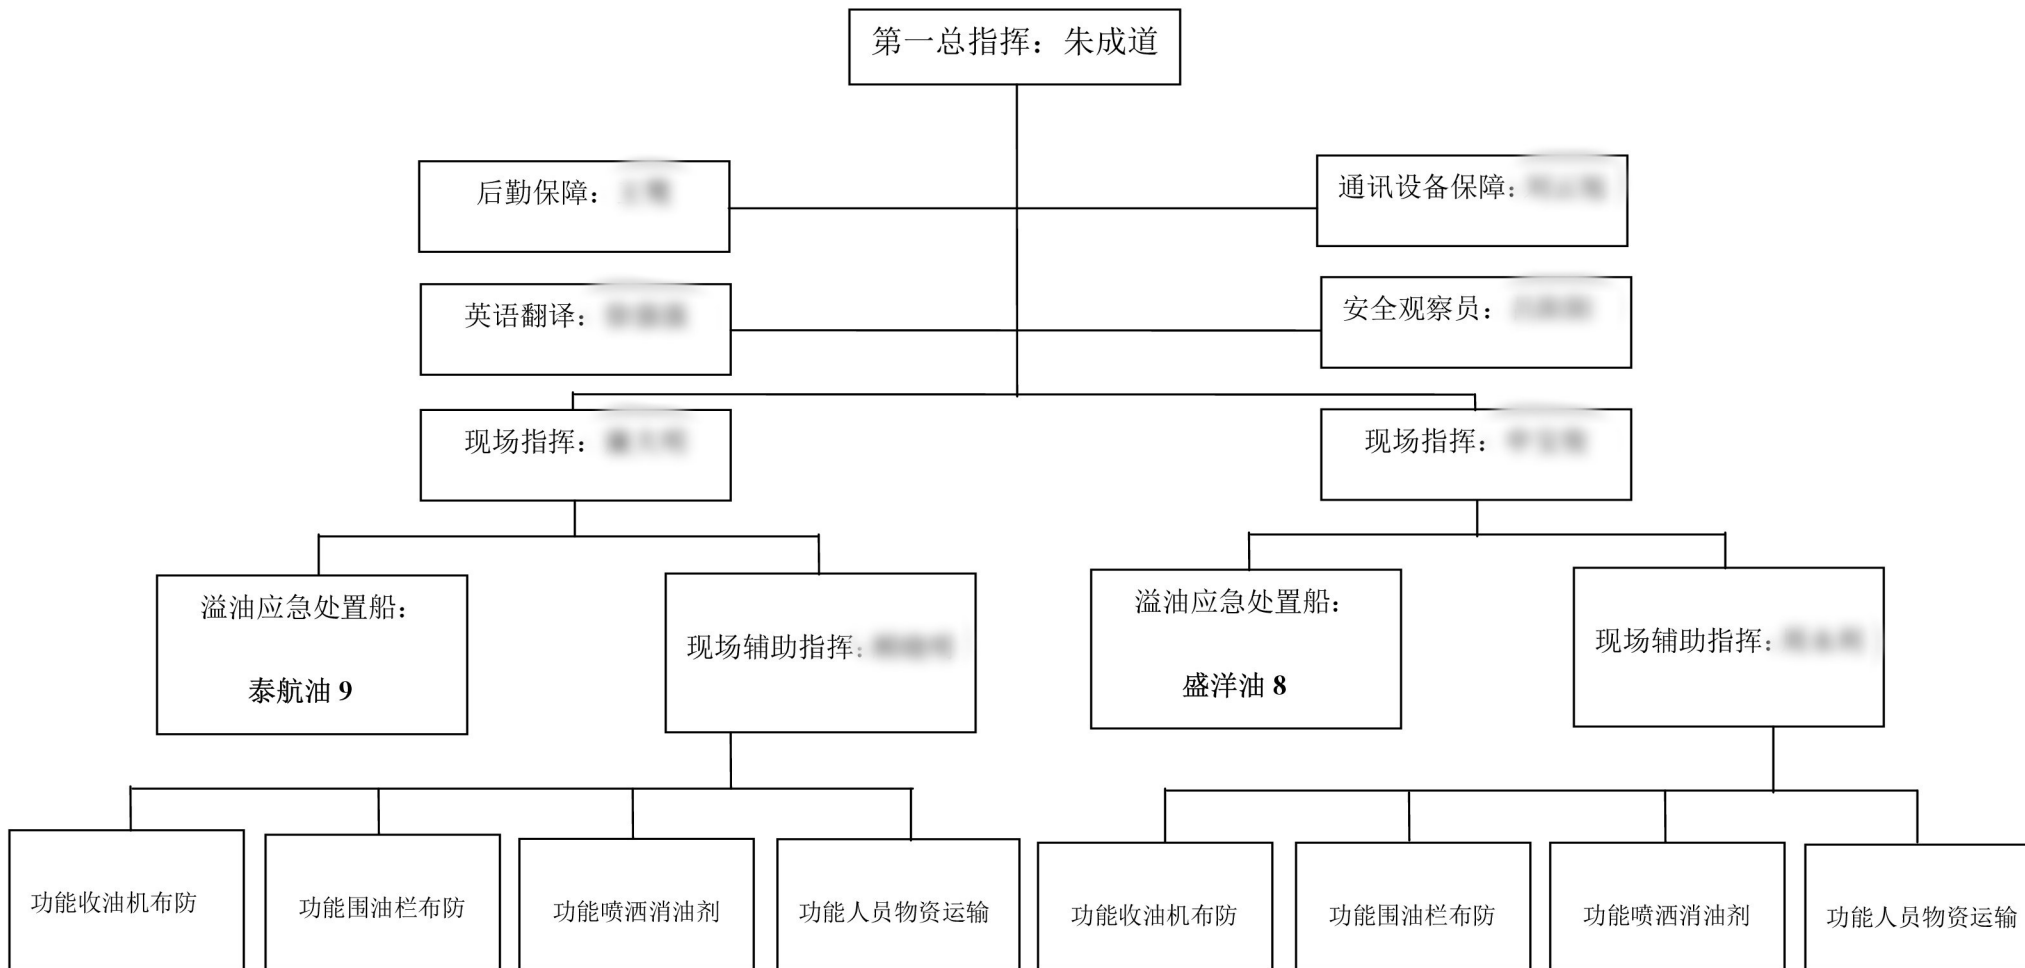 第一总指挥：朱成道
后勤保障：
通讯设备保障：
英语翻译：
安全观察员：
现场指挥：
现场指挥：
溢油应急处置船：
泰航油 9
现场辅助指挥：
溢油应急处置船：
盛洋油 8
现场辅助指挥：
功能收油机布防
功能围油栏布防
功能喷洒消油剂
功能人员物资运输
功能收油机布防
功能围油栏布防
功能喷洒消油剂
功能人员物资运输